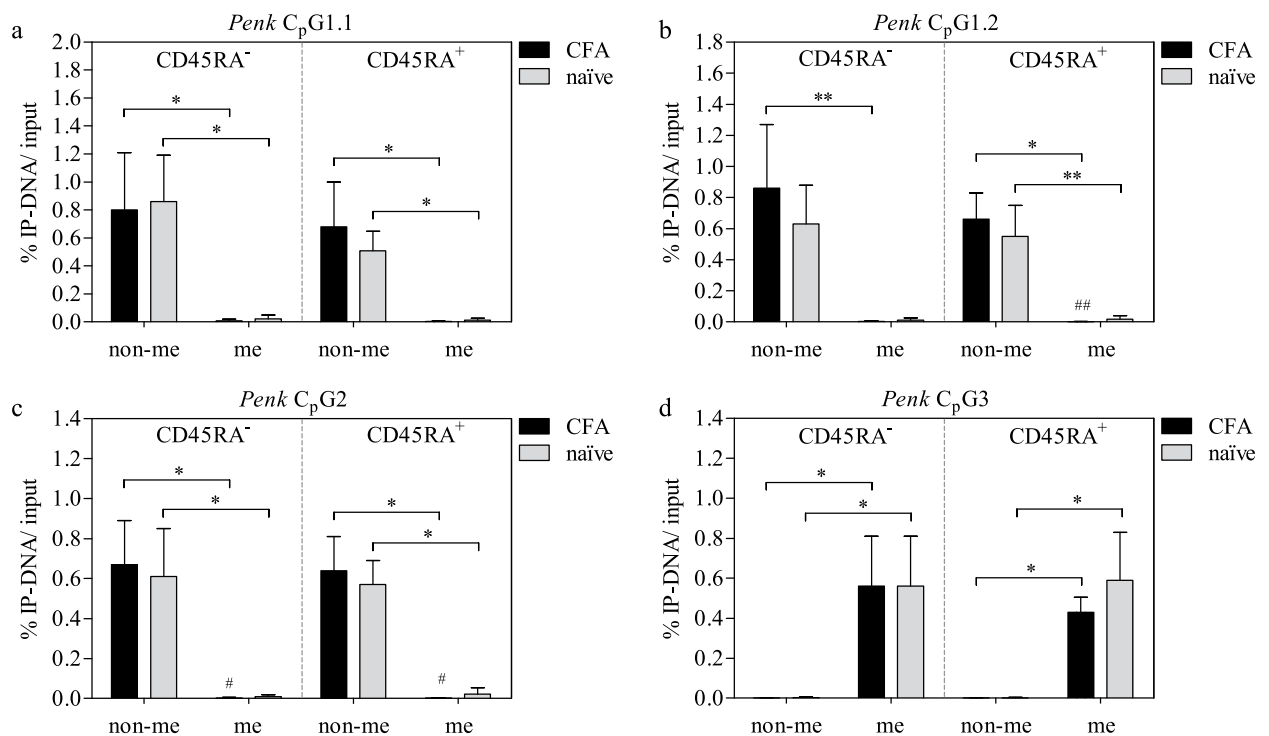 a
Penk CpG1.1
CD45RA-
CD45RA+
CFA
naïve
% IP-DNA/ input
2.0
1.8
1.6
1.4
1.2
1.0
0.8
0.6
0.4
0.2
0.0
*
*
*
*
non-me
me
non-me
me
b
Penk CpG1.2
CD45RA-
CD45RA+
CFA
naïve
% IP-DNA/ input
1.8
1.6
1.4
1.2
1.0
0.8
0.6
0.4
0.2
0.0
**
*
**
##
non-me
me
non-me
me
c
Penk CpG2
CD45RA-
CD45RA+
CFA
naïve
% IP-DNA/ input
1.4
1.2
1.0
0.8
0.6
0.4
0.2
0.0
*
*
*
*
#
#
non-me
me
non-me
me
d
Penk CpG3
CD45RA-
CD45RA+
CFA
naïve
% IP-DNA/ input
1.4
1.2
1.0
0.8
0.6
0.4
0.2
0.0
*
*
*
*
non-me
me
non-me
me